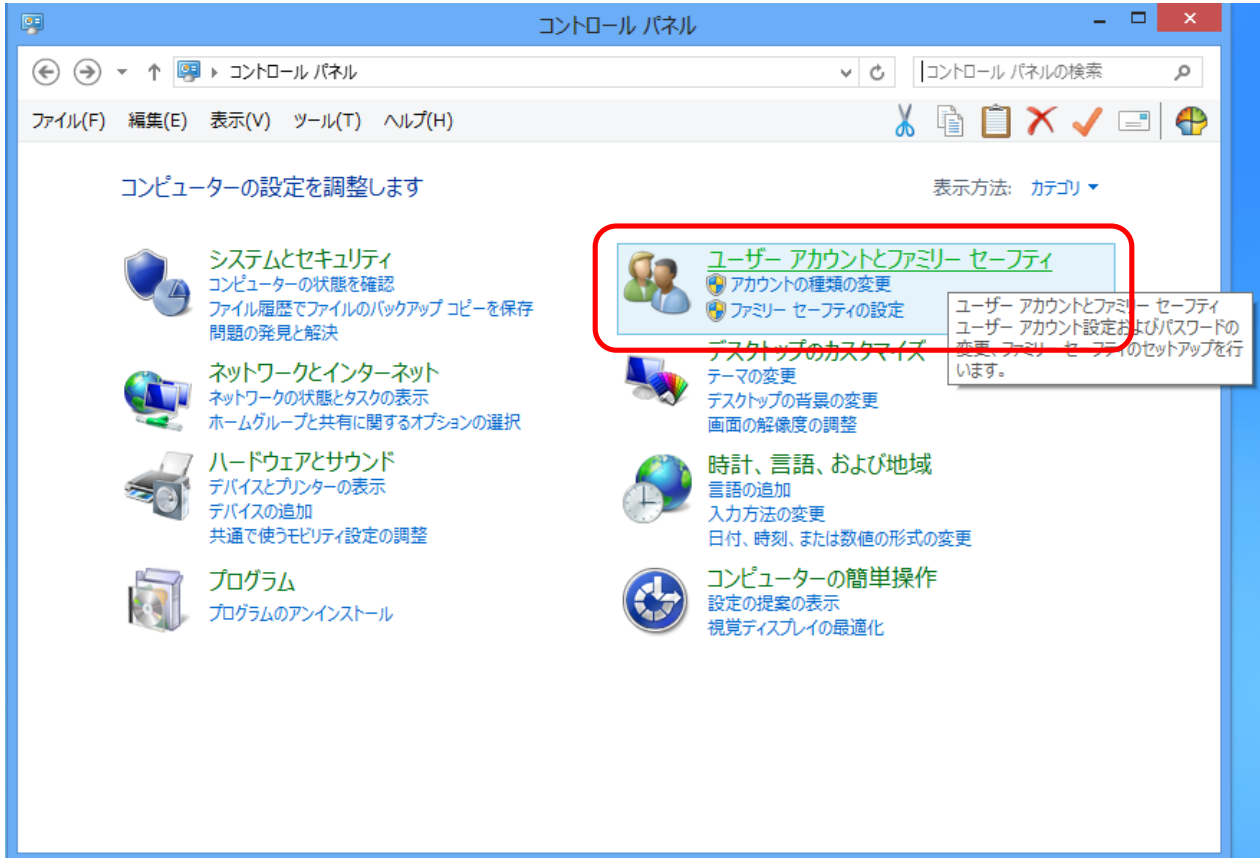 コントロール パネル
コントロール パネル
コントロール パネルの検索
ファイル(F) 編集(E) 表示(V) ツール(T) ヘルプ(H)
コンピューターの設定を調整します
表示方法: カテゴリ
システムとセキュリティ
コンピューターの状態を確認
ファイル履歴でファイルのバックアップ コピーを保存
問題の発見と解決
ネットワークとインターネット
ネットワークの状態とタスクの表示
ホームグループと共有に関するオプションの選択
ハードウェアとサウンド
デバイスとプリンターの表示
デバイスの追加
共通で使うモビリティ設定の調整
プログラム
プログラムのアンインストール
ユーザー アカウントとファミリー セーフティ
アカウントの種類の変更
ファミリー セーフティの設定
ユーザー アカウントとファミリー セーフティ
ユーザー アカウント設定およびパスワードの
変更、ファミリー セーフティのセットアップを行
います。
デスクトップのカスタマイズ
テーマの変更
デスクトップの背景の変更
画面の解像度の調整
時計、言語、および地域
言語の追加
入力方法の変更
日付、時刻、または数値の形式の変更
コンピューターの簡単操作
設定の提案の表示
視覚ディスプレイの最適化